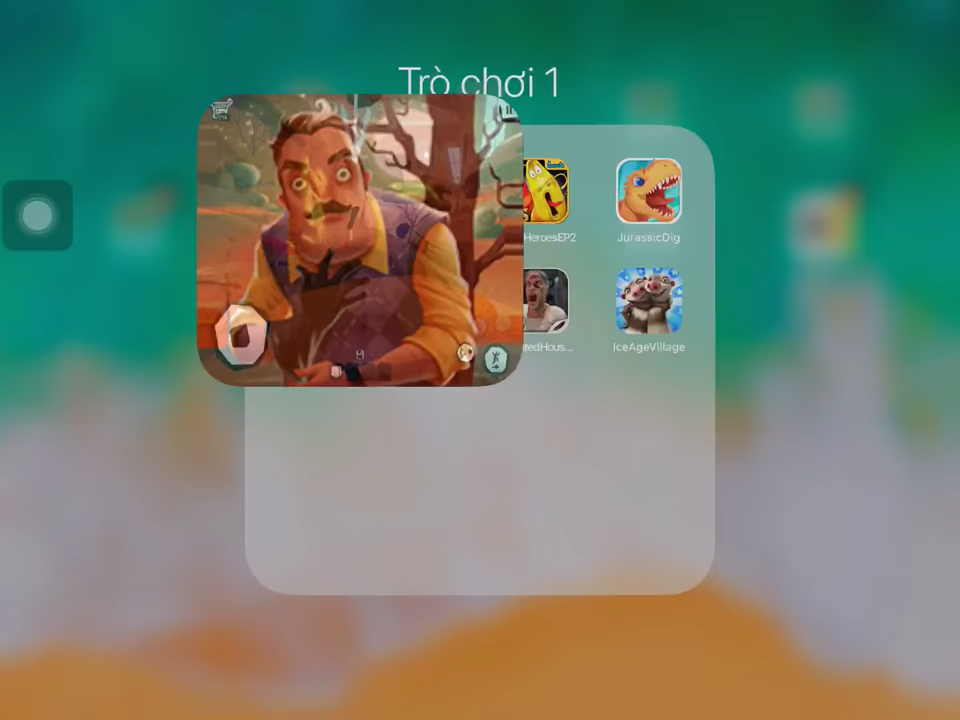 Trò chơi 1
HeroesEP2
JurassicDig
tedHous...
IceAgeVillage